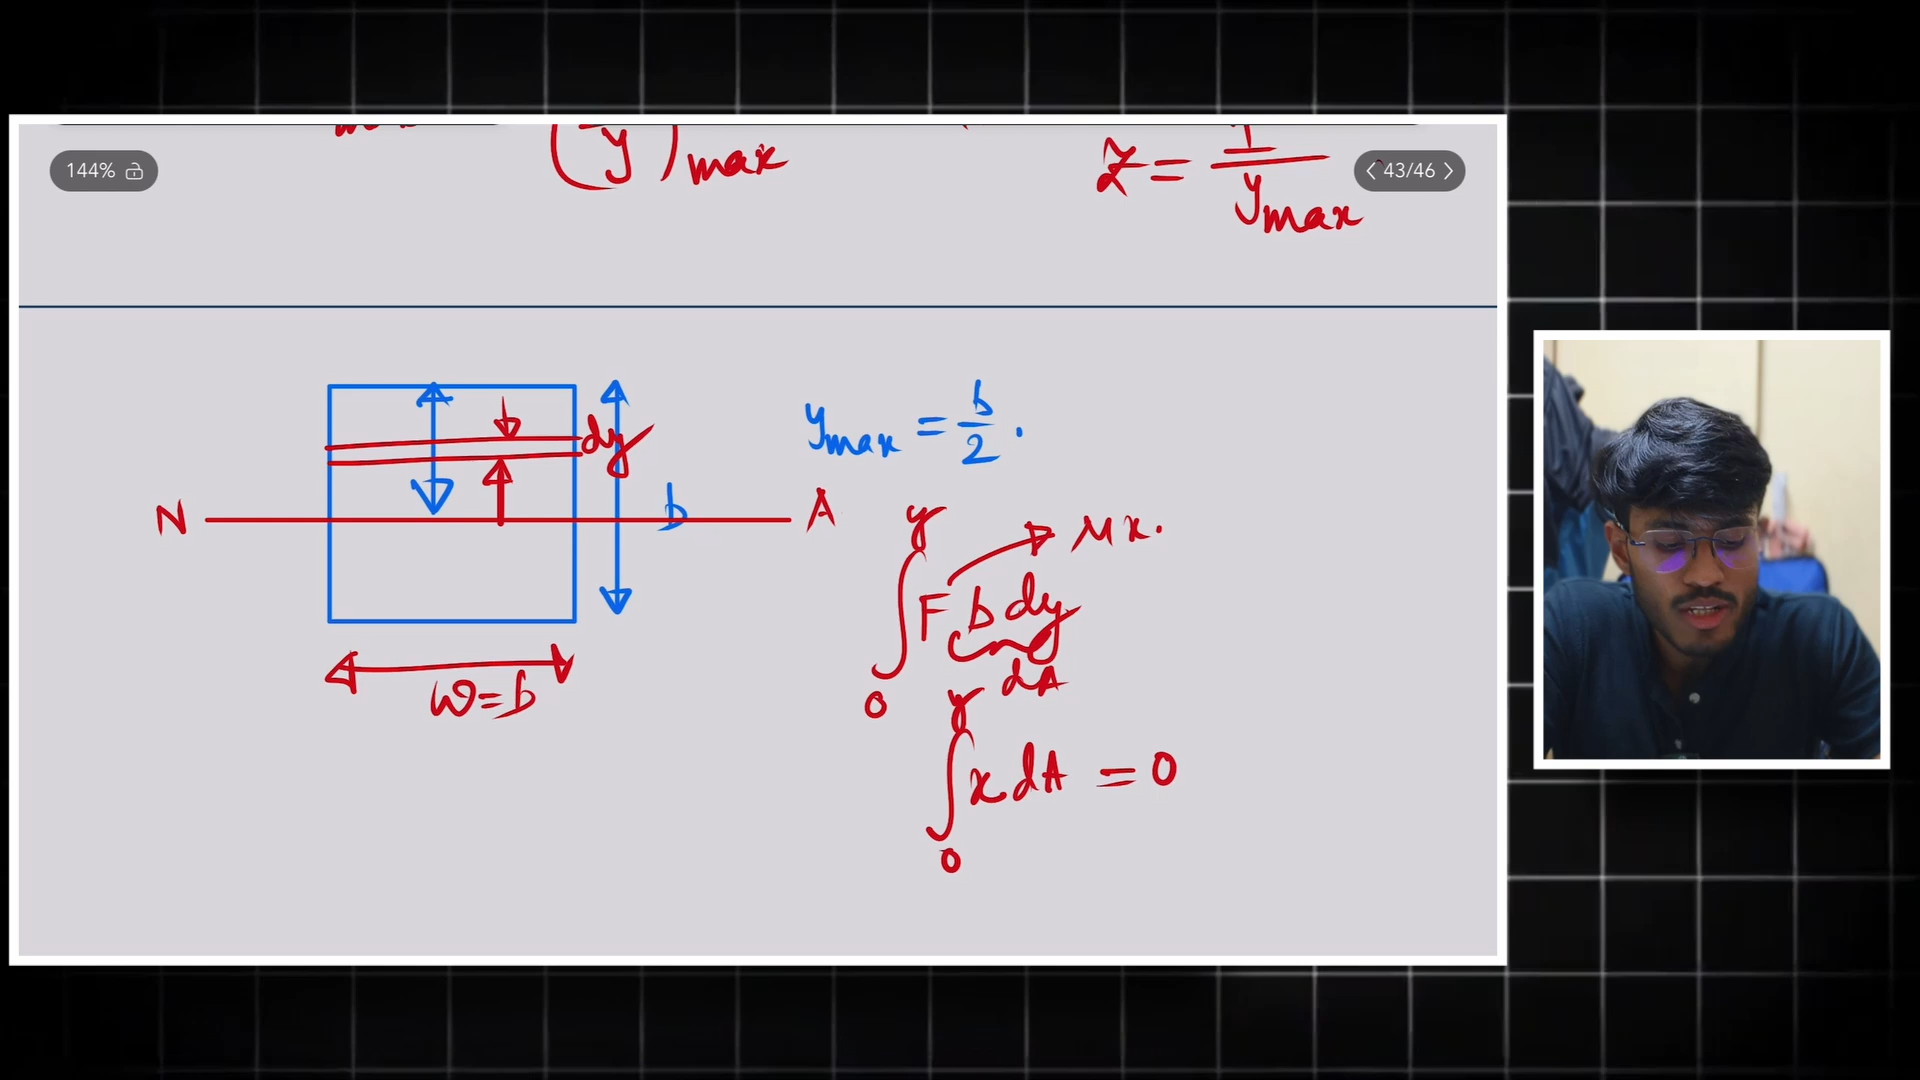 144%
43/46
(y)max
Z = I
ymax
ymax = b
2 .
dy
N
A
b
y
∫ F b dy
0
→ Mx.
dA
w=b
y
∫ x dA = 0
0